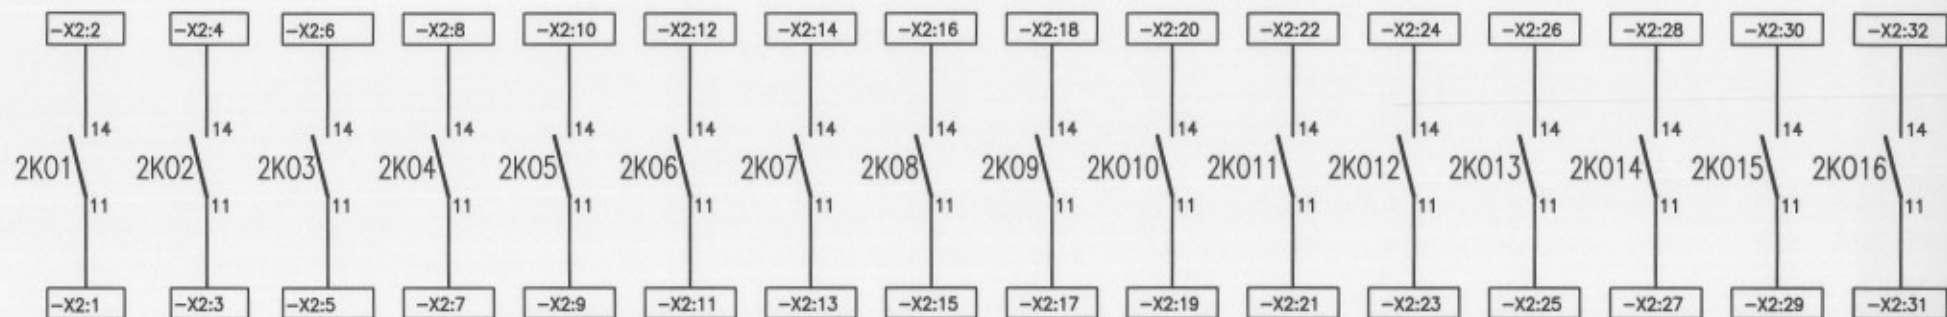 -X2:2 -X2:4 -X2:6 -X2:8 -X2:10 -X2:12 -X2:14 -X2:16 -X2:18 -X2:20 -X2:22 -X2:24 -X2:26 -X2:28 -X2:30 -X2:32
14 14 14 14 14 14 14 14 14 14 14 14 14 14 14 14
2K01 2K02 2K03 2K04 2K05 2K06 2K07 2K08 2K09 2K010 2K011 2K012 2K013 2K014 2K015 2K016
11 11 11 11 11 11 11 11 11 11 11 11 11 11 11 11
-X2:1 -X2:3 -X2:5 -X2:7 -X2:9 -X2:11 -X2:13 -X2:15 -X2:17 -X2:19 -X2:21 -X2:23 -X2:25 -X2:27 -X2:29 -X2:31